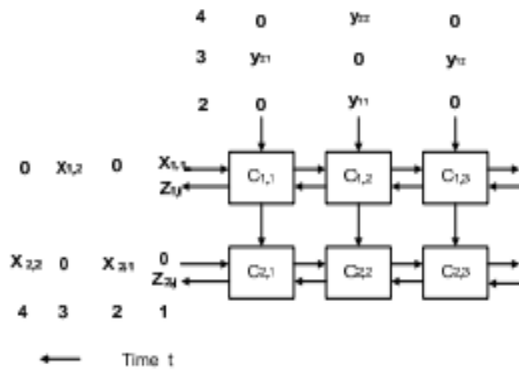 4 0 y22 0
3 y21 0 y12
2 0 y11 0
0 X1,2 0 X1,1 C1,1 C1,2 C1,3
Z1,j
X2,2 0 X2,1 0 C2,1 C2,2 C2,3
Z2,j
4 3 2 1
Time t